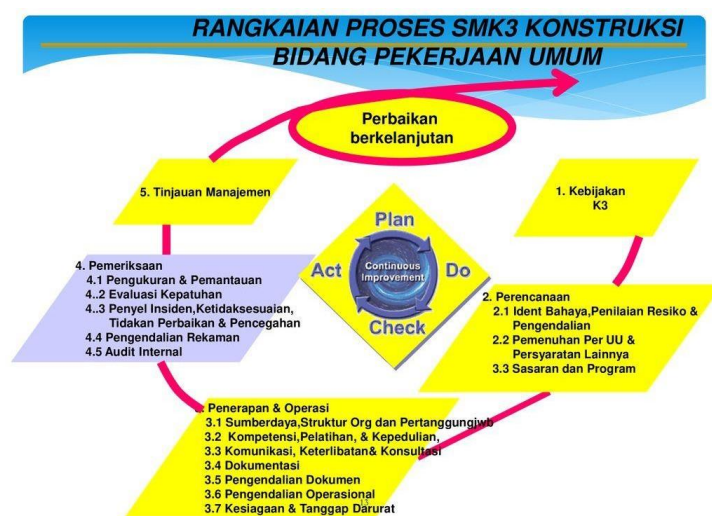 RANGKAIAN PROSES SMK3 KONSTRUKSI
BIDANG PEKERJAAN UMUM
Perbaikan
berkelanjutan
5. Tinjauan Manajemen
1. Kebijakan
K3
Plan
Act
Continuous
Improvement
Do
Check
4. Pemeriksaan
4.1 Pengukuran & Pemantauan
4..2 Evaluasi Kepatuhan
4..3 Penyel Insiden,Ketidaksesuaian,
Tidakan Perbaikan & Pencegahan
4.4 Pengendalian Rekaman
4.5 Audit Internal
2. Perencanaan
2.1 Ident Bahaya,Penilaian Resiko &
Pengendalian
2.2 Pemenuhan Per UU &
Persyaratan Lainnya
3.3 Sasaran dan Program
Penerapan & Operasi
3.1 Sumberdaya,Struktur Org dan Pertanggungjwb
3.2 Kompetensi,Pelatihan, & Kepedulian,
3.3 Komunikasi, Keterlibatan& Konsultasi
3.4 Dokumentasi
3.5 Pengendalian Dokumen
3.6 Pengendalian Operasional
3.7 Kesiagaan & Tanggap Darurat
13